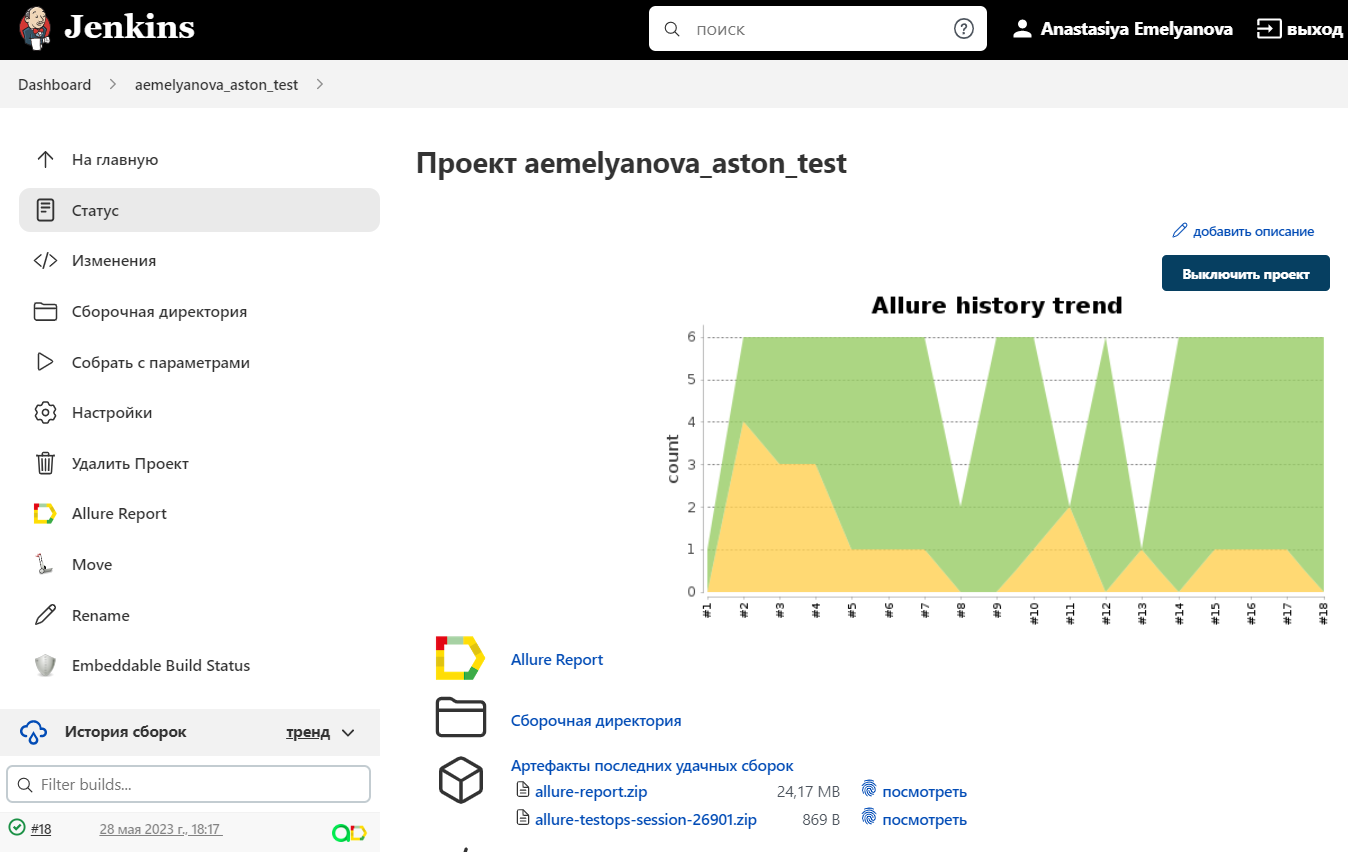 Jenkins
поиск
Anastasiya Emelyanova
выход
Dashboard
aemelyanova_aston_test
На главную
Статус
Изменения
Сборочная директория
Собрать с параметрами
Настройки
Удалить Проект
Allure Report
Move
Rename
Embeddable Build Status
История сборок
тренд
Filter builds...
#18
28 мая 2023 г., 18:17
Проект aemelyanova_aston_test
добавить описание
Выключить проект
Allure history trend
count
6
5
4
3
2
1
0
#1
#2
#3
#4
#5
#6
#7
#8
#9
#10
#11
#12
#13
#14
#15
#16
#17
#18
Allure Report
Сборочная директория
Артефакты последних удачных сборок
allure-report.zip 24,17 MB посмотреть
allure-testops-session-26901.zip 869 B посмотреть